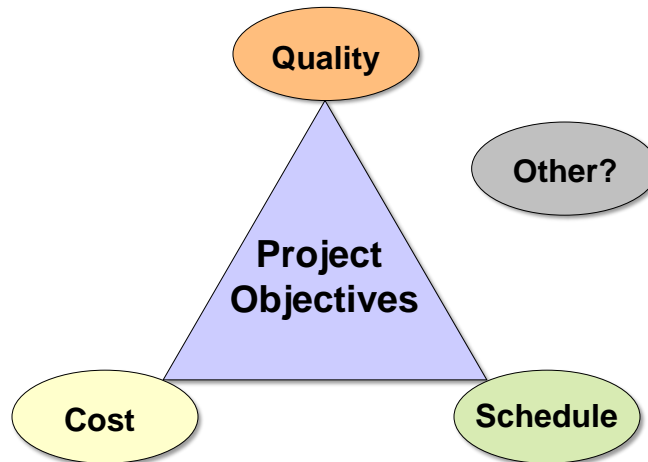 Quality
Other?
Project
Objectives
Cost
Schedule